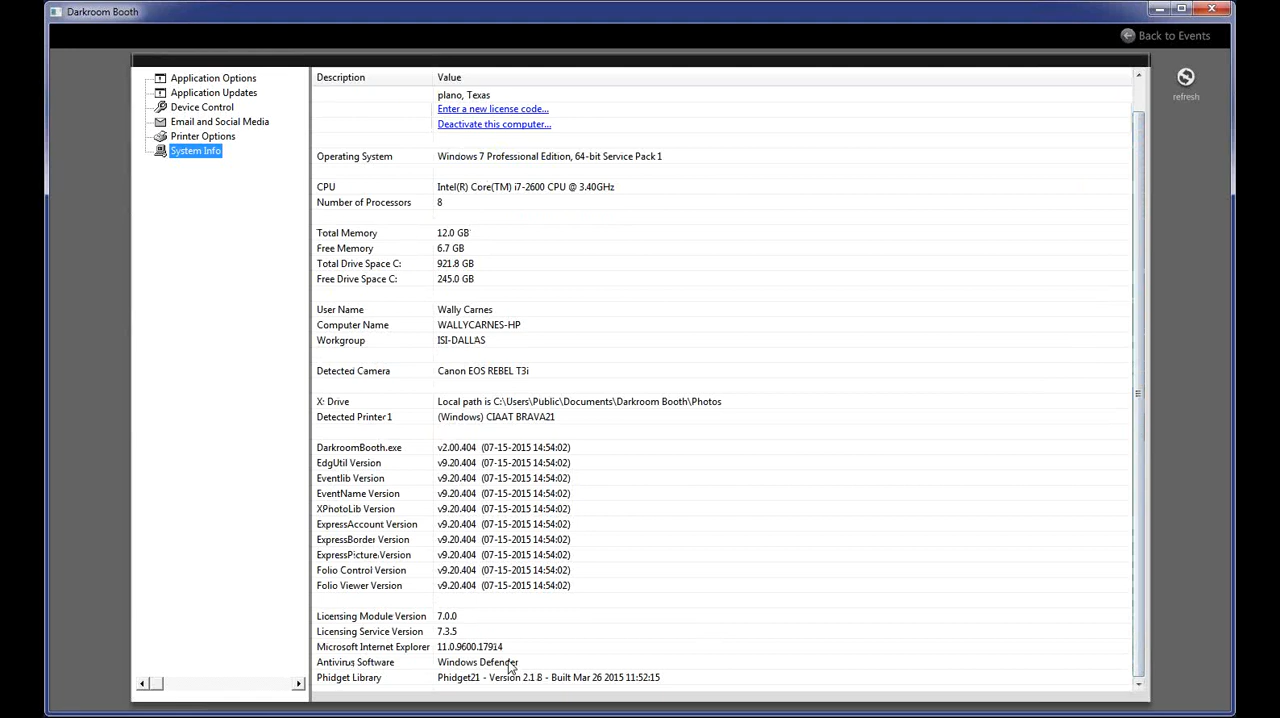 Darkroom Booth
Back to Events
refresh
Application Options
Application Updates
Device Control
Email and Social Media
Printer Options
System Info
Description Value
plano, Texas
Enter a new license code...
Deactivate this computer...
Operating System Windows 7 Professional Edition, 64-bit Service Pack 1
CPU Intel(R) Core(TM) i7-2600 CPU @ 3.40GHz
Number of Processors 8
Total Memory 12.0 GB
Free Memory 6.7 GB
Total Drive Space C: 921.8 GB
Free Drive Space C: 245.0 GB
User Name Wally Carnes
Computer Name WALLYCARNES-HP
Workgroup ISI-DALLAS
Detected Camera Canon EOS REBEL T3i
X: Drive Local path is C:\Users\Public\Documents\Darkroom Booth\Photos
Detected Printer 1 (Windows) CIAAT BRAVA21
DarkroomBooth.exe v2.00.404 (07-15-2015 14:54:02)
EdgUtil Version v9.20.404 (07-15-2015 14:54:02)
Eventlib Version v9.20.404 (07-15-2015 14:54:02)
EventName Version v9.20.404 (07-15-2015 14:54:02)
XPhotoLib Version v9.20.404 (07-15-2015 14:54:02)
ExpressAccount Version v9.20.404 (07-15-2015 14:54:02)
ExpressBorder Version v9.20.404 (07-15-2015 14:54:02)
ExpressPicture Version v9.20.404 (07-15-2015 14:54:02)
Folio Control Version v9.20.404 (07-15-2015 14:54:02)
Folio Viewer Version v9.20.404 (07-15-2015 14:54:02)
Licensing Module Version 7.0.0
Licensing Service Version 7.3.5
Microsoft Internet Explorer 11.0.9600.17914
Antivirus Software Windows Defender
Phidget Library Phidget21 - Version 2.1.8 - Built Mar 26 2015 11:52:15